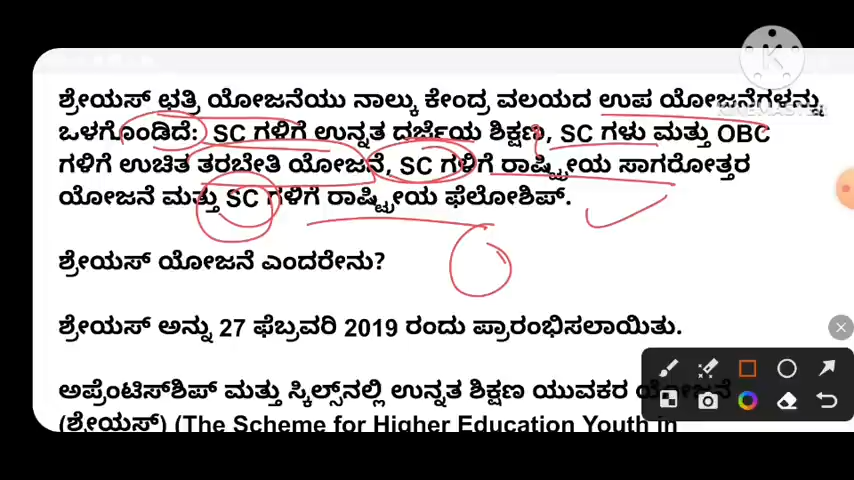 KINEMASTER
ಶ್ರೇಯಸ್ ಛತ್ರಿ ಯೋಜನೆಯು ನಾಲ್ಕು ಕೇಂದ್ರ ವಲಯದ ಉಪ ಯೋಜನೆಗಳನ್ನು
ಒಳಗೊಂಡಿದೆ: SC ಗಳಿಗೆ ಉನ್ನತ ದರ್ಜೆಯ ಶಿಕ್ಷಣ, SC ಗಳು ಮತ್ತು OBC
ಗಳಿಗೆ ಉಚಿತ ತರಬೇತಿ ಯೋಜನೆ, SC ಗಳಿಗೆ ರಾಷ್ಟ್ರೀಯ ಸಾಗರೋತ್ತರ
ಯೋಜನೆ ಮತ್ತು SC ಗಳಿಗೆ ರಾಷ್ಟ್ರೀಯ ಫೆಲೋಶಿಪ್.
ಶ್ರೇಯಸ್ ಯೋಜನೆ ಎಂದರೇನು?
ಶ್ರೇಯಸ್ ಅನ್ನು 27 ಫೆಬ್ರವರಿ 2019 ರಂದು ಪ್ರಾರಂಭಿಸಲಾಯಿತು.
ಅಪ್ರೆಂಟಿಸ್‌ಶಿಪ್ ಮತ್ತು ಸ್ಕಿಲ್ಸ್‌ನಲ್ಲಿ ಉನ್ನತ ಶಿಕ್ಷಣ ಯುವಕರ ಯೋಜನೆ
(ಶ್ರೇಯಸ್) (The Scheme for Higher Education Youth in